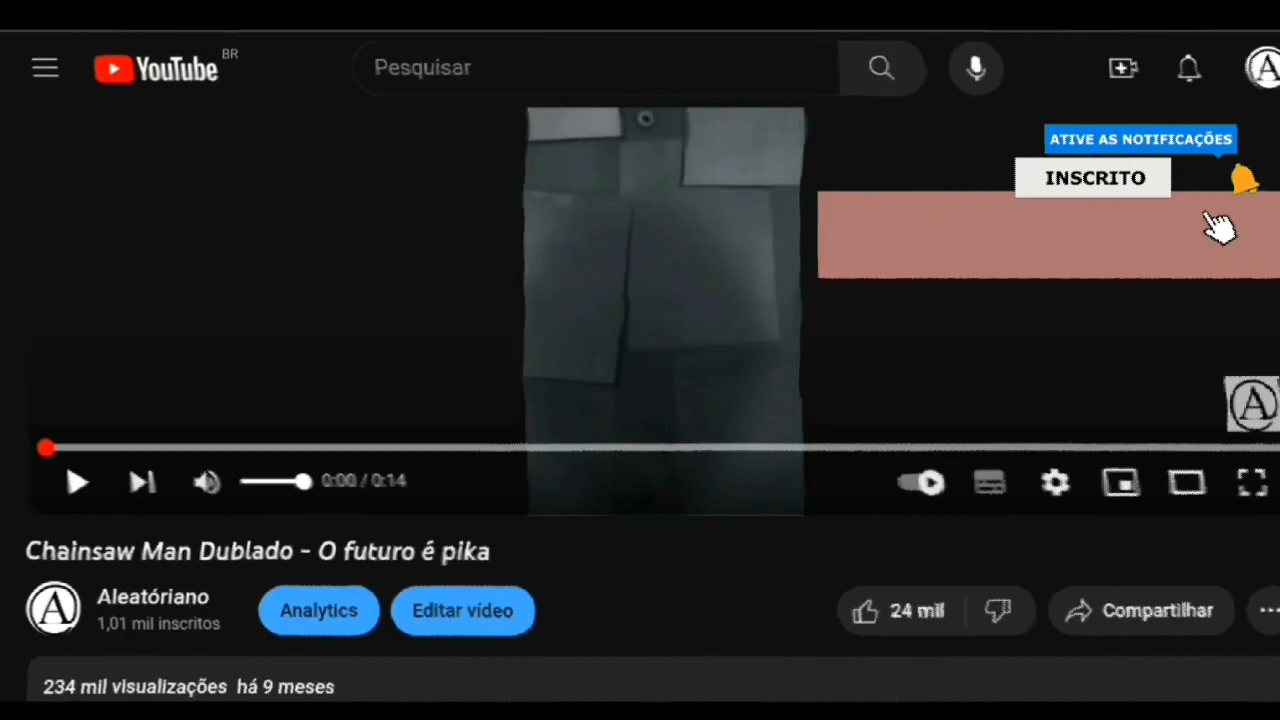 YouTube BR
Pesquisar
ATIVE AS NOTIFICAÇÕES
INSCRITO
A
0:00 / 0:14
Chainsaw Man Dublado - O futuro é pika
Aleatóriano
1,01 mil inscritos
Analytics
Editar vídeo
24 mil
Compartilhar
234 mil visualizações há 9 meses